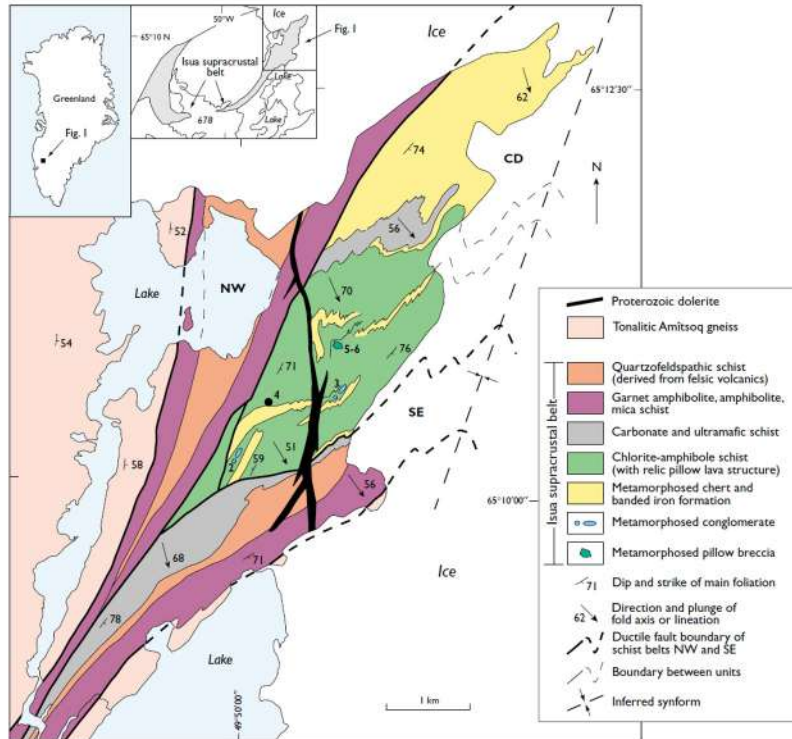 Greenland
Fig. 1
50°W
Ice
65°10 N
Fig. 1
Isua supracrustal
belt
Lake
678
Lake
Ice
65°12'30"
62
74
CD
N
52
56
Lake
NW
70
54
5-6
76
71
3
4
SE
58
51
2
59
56
65°10'00"
68
71
Ice
78
Lake
1 km
49°50'00"
Proterozoic dolerite
Tonalitic Amîtsoq gneiss
Isua supracrustal belt
Quartzofeldspathic schist
(derived from felsic volcanics)
Garnet amphibolite, amphibolite,
mica schist
Carbonate and ultramafic schist
Chlorite-amphibole schist
(with relic pillow lava structure)
Metamorphosed chert and
banded iron formation
Metamorphosed conglomerate
Metamorphosed pillow breccia
71
Dip and strike of main foliation
62
Direction and plunge of
fold axis or lineation
Ductile fault boundary of
schist belts NW and SE
Boundary between units
Inferred synform